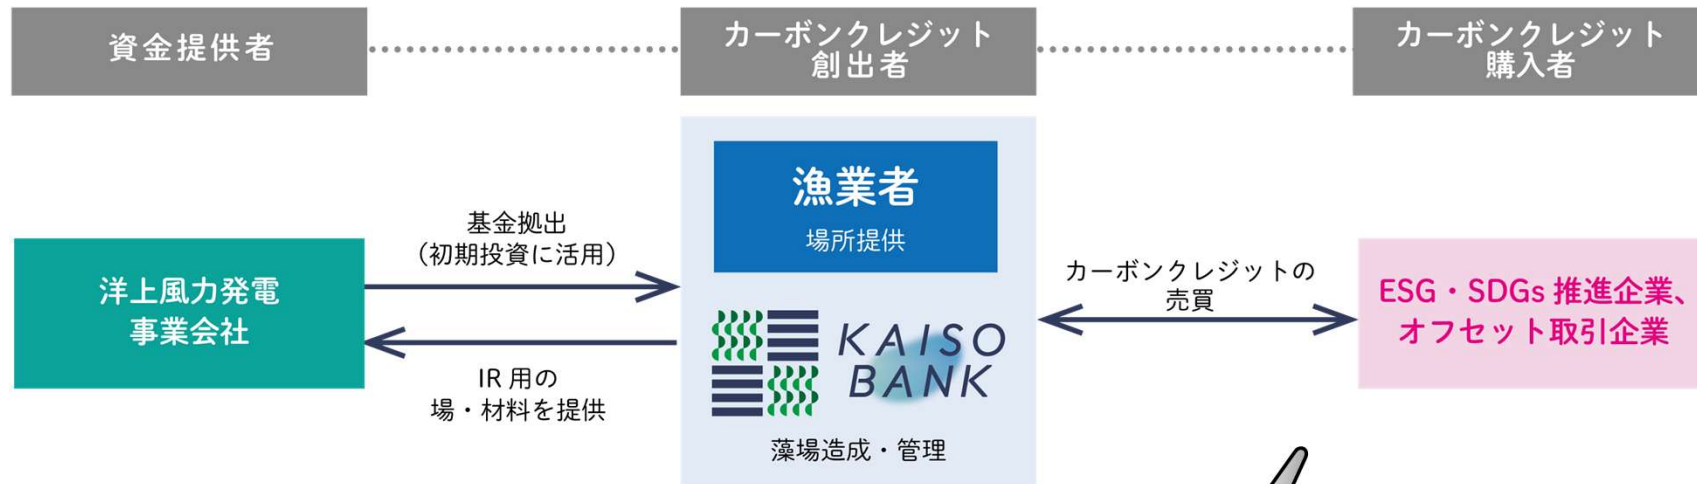 資金提供者
カーボンクレジット
創出者
カーボンクレジット
購入者
漁業者
場所提供
基金拠出
（初期投資に活用）
洋上風力発電
事業会社
IR 用の
場・材料を提供
KAISO
BANK
藻場造成・管理
カーボンクレジットの
売買
ESG・SDGs 推進企業、
オフセット取引企業